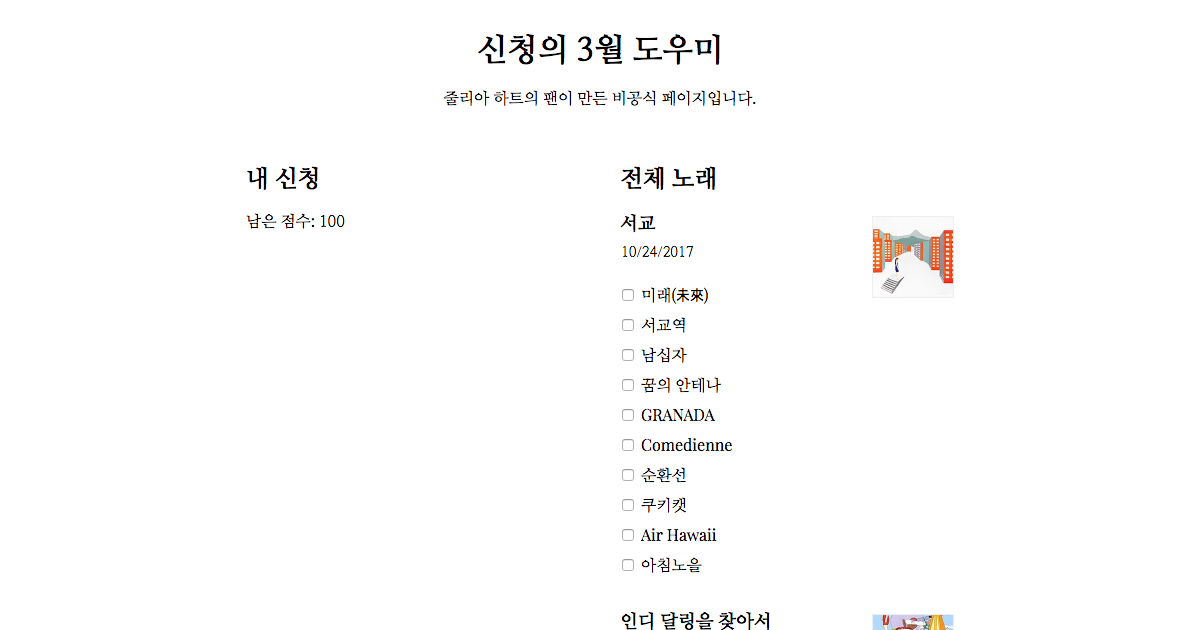 신청의 3월 도우미
줄리아 하트의 팬이 만든 비공식 페이지입니다.
내 신청
남은 점수: 100
전체 노래
서교
10/24/2017
미래(未來)
서교역
남십자
꿈의 안테나
GRANADA
Comedienne
순환선
쿠키캣
Air Hawaii
아침노을
인디 달링을 찾아서